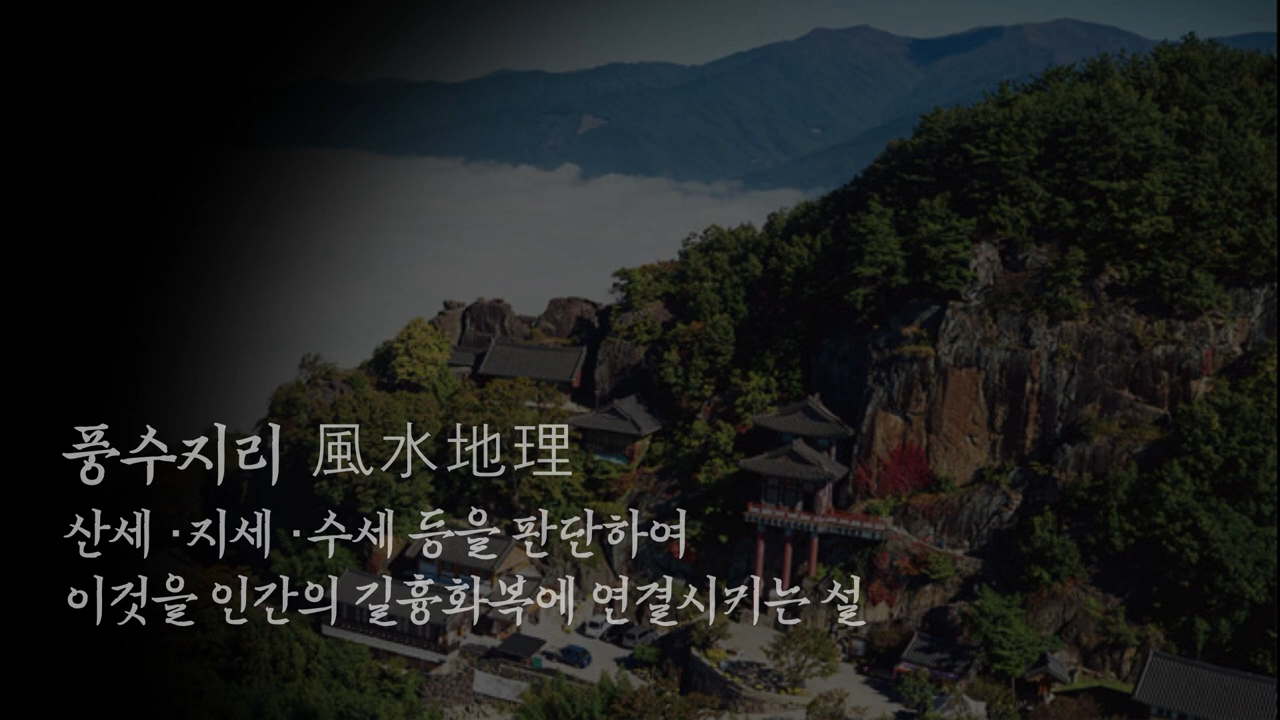 풍수지리 風水地理
산세 ·지세 ·수세 등을 판단하여
이것을 인간의 길흉화복에 연결시키는 설